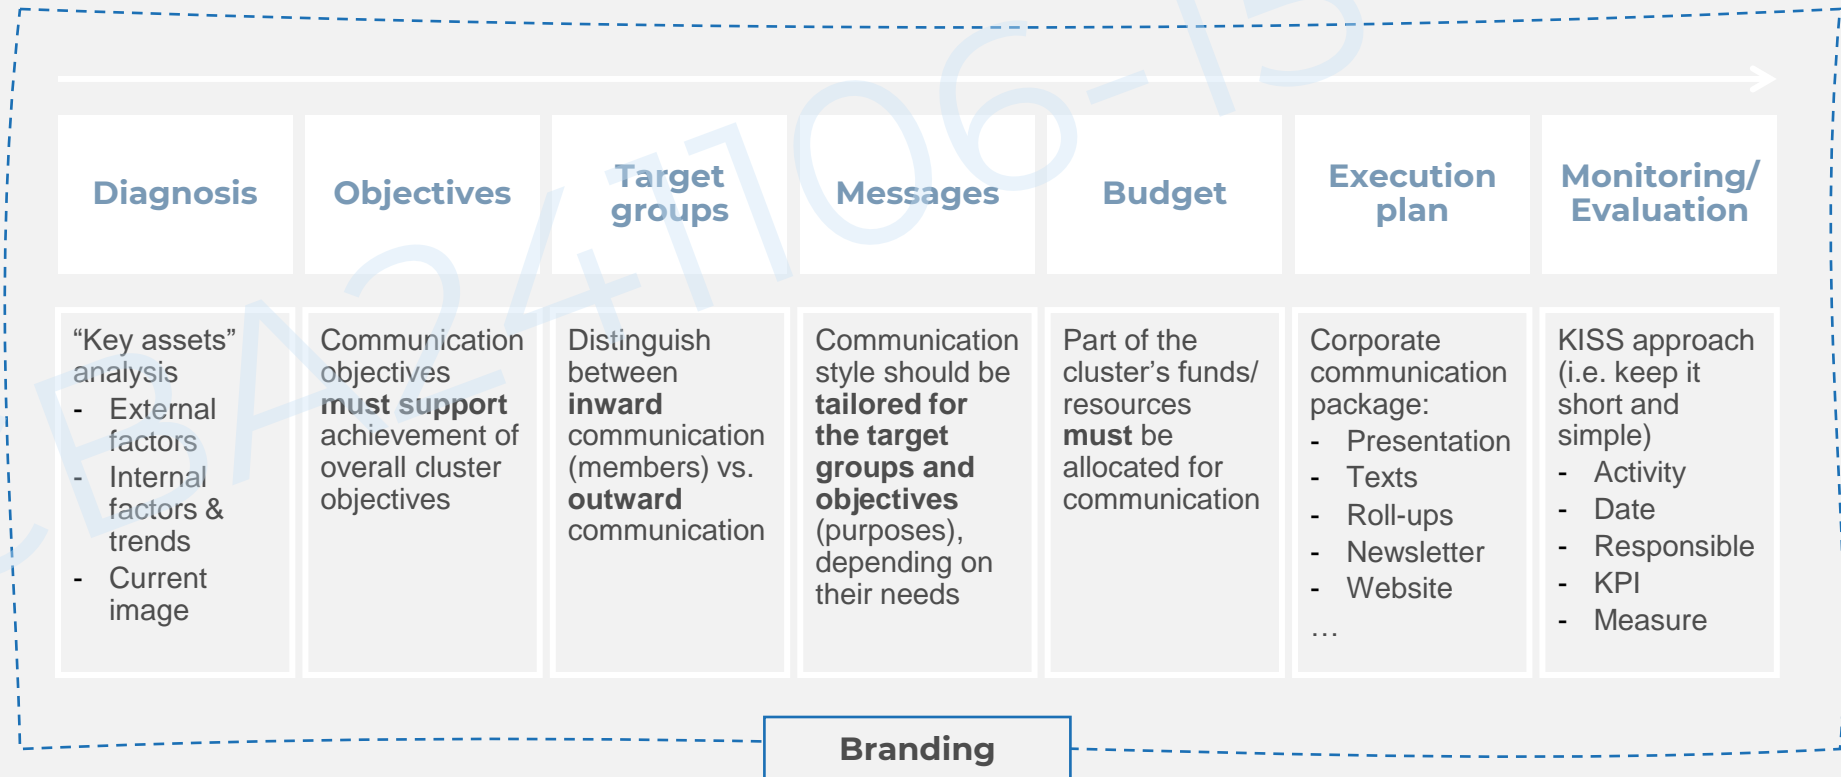 Diagnosis
Objectives
Target
groups
Messages
Budget
Execution
plan
Monitoring/
Evaluation
“Key assets”
analysis
- External
factors
- Internal
factors &
trends
- Current
image
Communication
objectives
must support
achievement of
overall cluster
objectives
Distinguish
between
inward
communication
(members) vs.
outward
communication
Communication
style should be
tailored for
the target
groups and
objectives
(purposes),
depending on
their needs
Part of the
cluster’s funds/
resources
must be
allocated for
communication
Corporate
communication
package:
- Presentation
- Texts
- Roll-ups
- Newsletter
- Website
…
KISS approach
(i.e. keep it
short and
simple)
- Activity
- Date
- Responsible
- KPI
- Measure
Branding
CBA241106-15